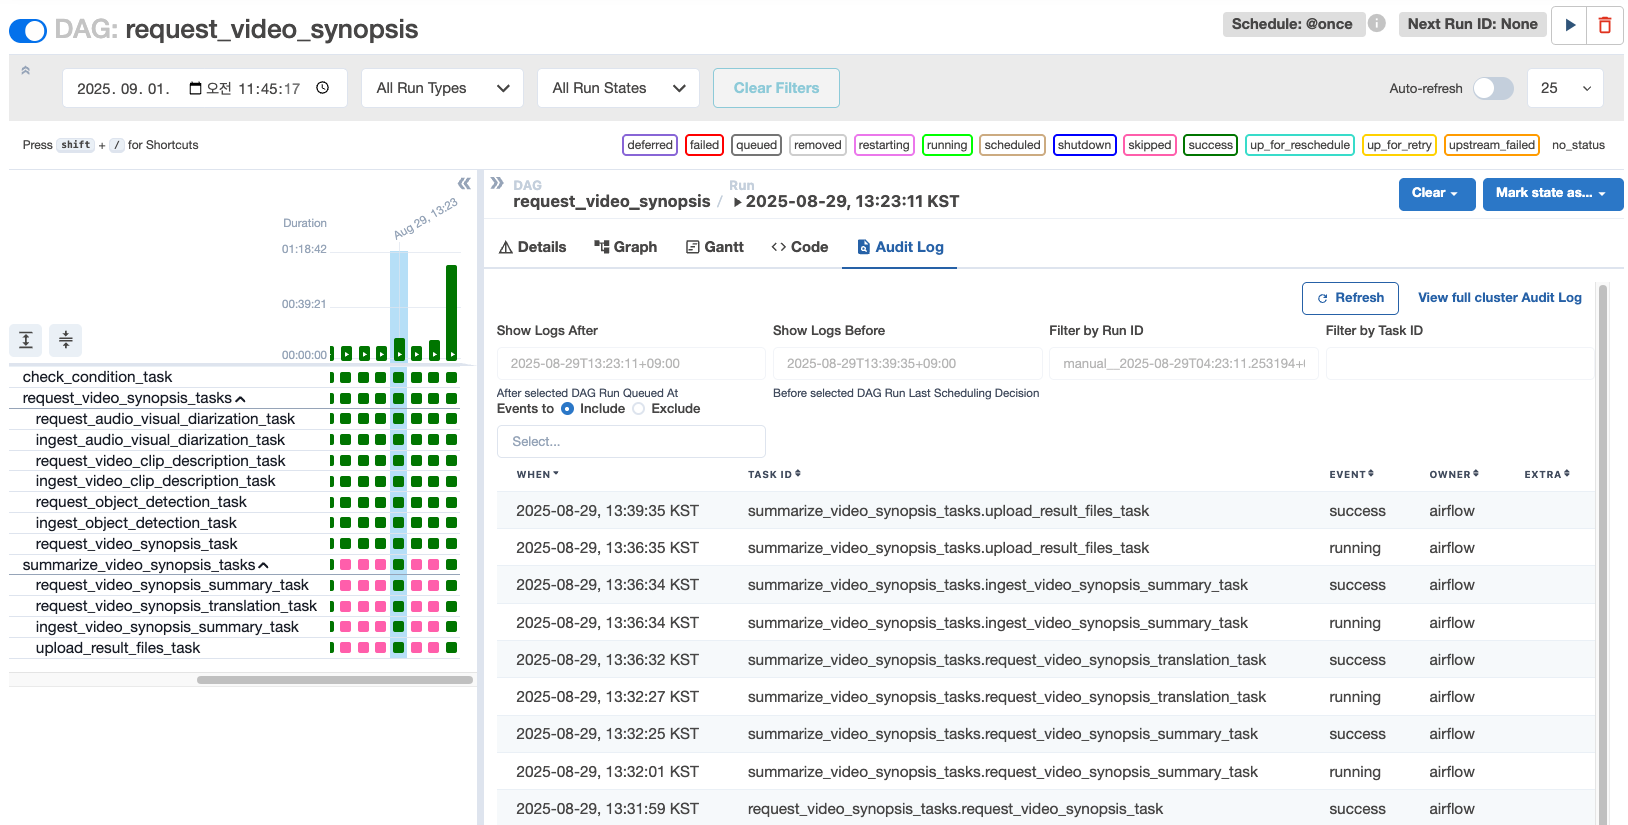 DAG: request_video_synopsis
Schedule: @once
Next Run ID: None
2025. 09. 01. 오전 11:45:17
All Run Types
All Run States
Clear Filters
Auto-refresh
25
Press shift + / for Shortcuts
deferred
failed
queued
removed
restarting
running
scheduled
shutdown
skipped
success
up_for_reschedule
up_for_retry
upstream_failed
no_status
Duration
Aug 29, 13:23
01:18:42
00:39:21
00:00:00
check_condition_task
request_video_synopsis_tasks
request_audio_visual_diarization_task
ingest_audio_visual_diarization_task
request_video_clip_description_task
ingest_video_clip_description_task
request_object_detection_task
ingest_object_detection_task
request_video_synopsis_task
summarize_video_synopsis_tasks
request_video_synopsis_summary_task
request_video_synopsis_translation_task
ingest_video_synopsis_summary_task
upload_result_files_task
DAG
request_video_synopsis
/
Run
2025-08-29, 13:23:11 KST
Clear
Mark state as...
Details
Graph
Gantt
Code
Audit Log
Refresh
View full cluster Audit Log
Show Logs After
2025-08-29T13:23:11+09:00
After selected DAG Run Queued At
Show Logs Before
2025-08-29T13:39:35+09:00
Before selected DAG Run Last Scheduling Decision
Filter by Run ID
manual__2025-08-29T04:23:11.253194+
Filter by Task ID
Events to Include Exclude
Select...
WHEN TASK ID EVENT OWNER EXTRA
2025-08-29, 13:39:35 KST summarize_video_synopsis_tasks.upload_result_files_task success airflow
2025-08-29, 13:36:35 KST summarize_video_synopsis_tasks.upload_result_files_task running airflow
2025-08-29, 13:36:34 KST summarize_video_synopsis_tasks.ingest_video_synopsis_summary_task success airflow
2025-08-29, 13:36:34 KST summarize_video_synopsis_tasks.ingest_video_synopsis_summary_task running airflow
2025-08-29, 13:36:32 KST summarize_video_synopsis_tasks.request_video_synopsis_translation_task success airflow
2025-08-29, 13:32:27 KST summarize_video_synopsis_tasks.request_video_synopsis_translation_task running airflow
2025-08-29, 13:32:25 KST summarize_video_synopsis_tasks.request_video_synopsis_summary_task success airflow
2025-08-29, 13:32:01 KST summarize_video_synopsis_tasks.request_video_synopsis_summary_task running airflow
2025-08-29, 13:31:59 KST request_video_synopsis_tasks.request_video_synopsis_task success airflow